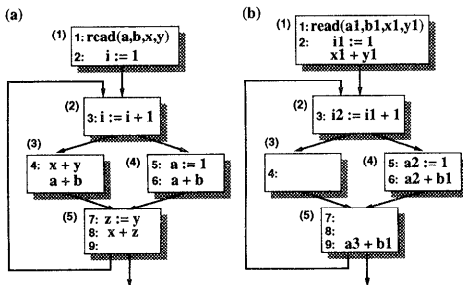 (a)
(1)
1: read(a,b,x,y)
2: i := 1
(2)
3: i := i + 1
(3)
4: x + y
a + b
(4)
5: a := 1
6: a + b
(5)
7: z := y
8: x + z
9:
(b)
(1)
1: read(a1,b1,x1,y1)
2: i1 := 1
x1 + y1
(2)
3: i2 := i1 + 1
(3)
4:
(4)
5: a2 := 1
6: a2 + b1
(5)
7:
8:
9: a3 + b1